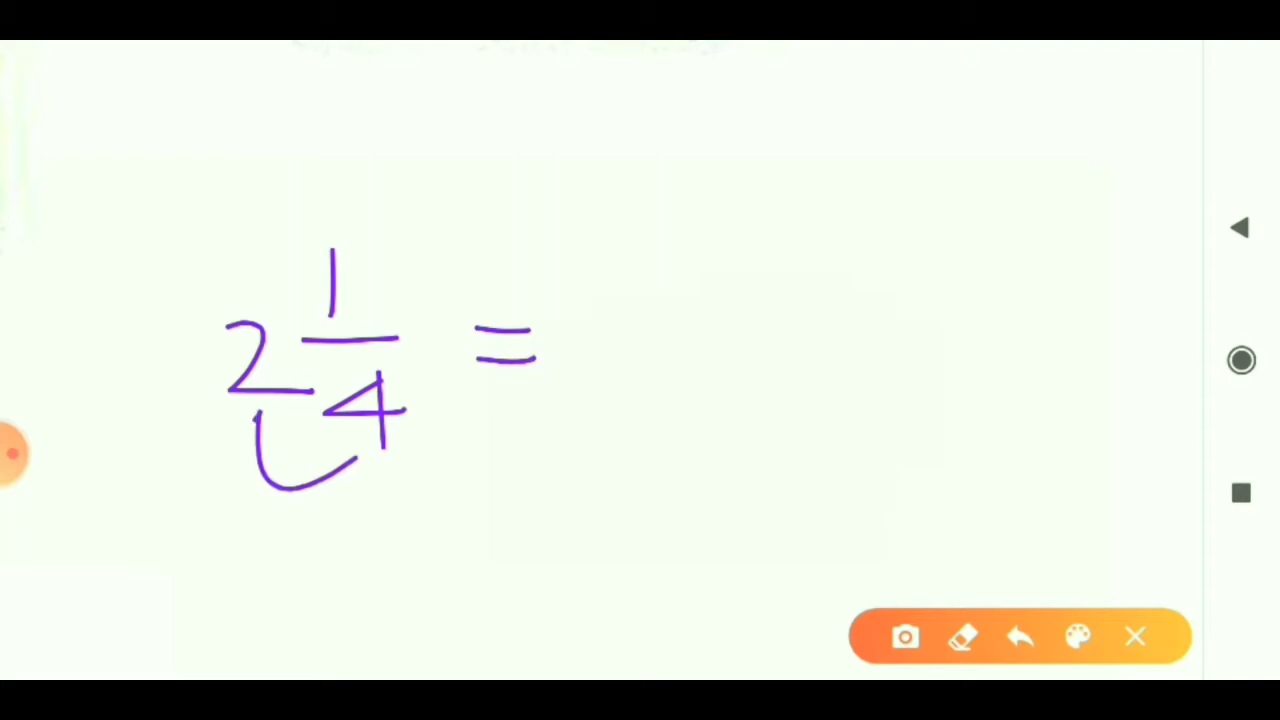 2 1/4 =